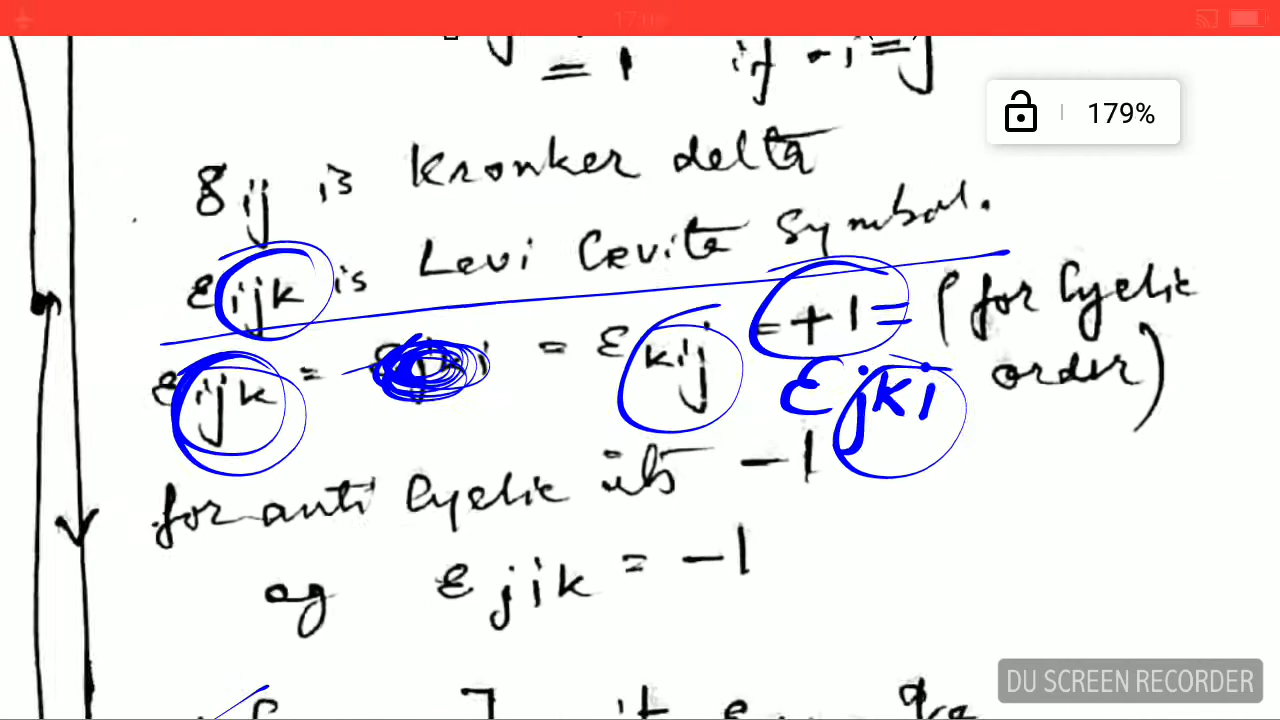 179%
= 1 if i = j
δij is Kronker delta
εijk is Levi Cevita Symbol.
εijk = = εkij = +1 = (for Cyclic order)
εjki
for anti Cyclic its -1
εjik = -1
DU SCREEN RECORDER